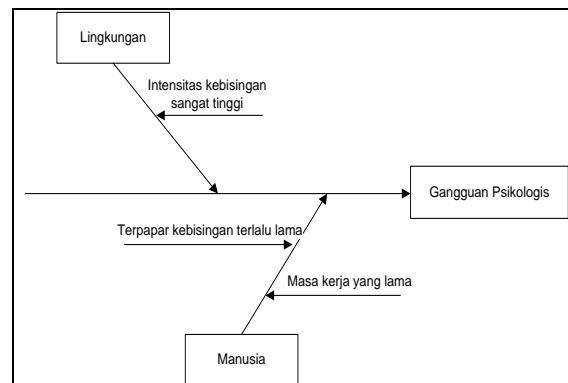 Lingkungan
Intensitas kebisingan
sangat tinggi
Gangguan Psikologis
Terpapar kebisingan terlalu lama
Masa kerja yang lama
Manusia